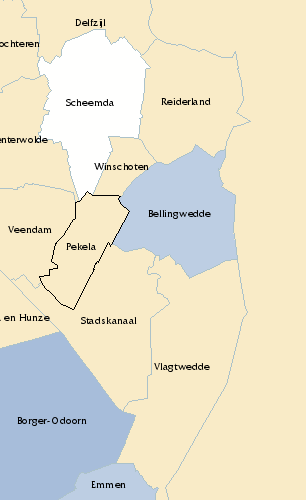 Delfzijl
ochteren
Scheemda
Reiderland
enterwolde
Winschoten
Bellingwedde
Veendam
Pekela
. en Hunze
Stadskanaal
Vlagtwedde
Borger-Odoorn
Emmen